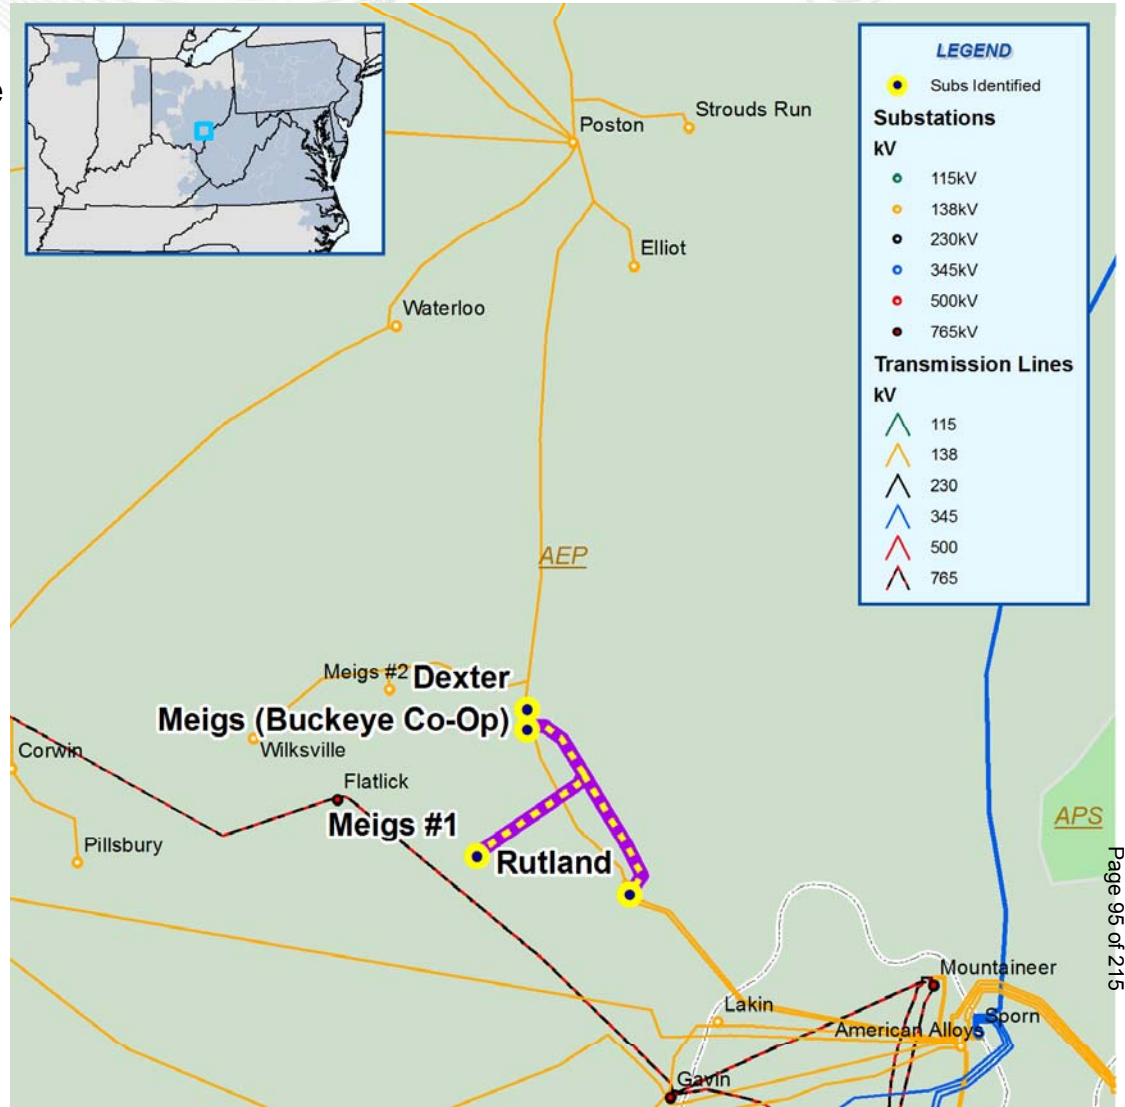 e
LEGEND
Subs Identified
Substations
kV
115kV
138kV
230kV
345kV
500kV
765kV
Transmission Lines
kV
115
138
230
345
500
765
Strouds Run
Poston
Elliot
Waterloo
AEP
Meigs #2
Dexter
Meigs (Buckeye Co-Op)
Corwin
Wilksville
Flatlick
Meigs #1
APS
Pillsbury
Rutland
Page 95 of 215
Mountaineer
Lakin
Sporn
American Alloys
Gavin